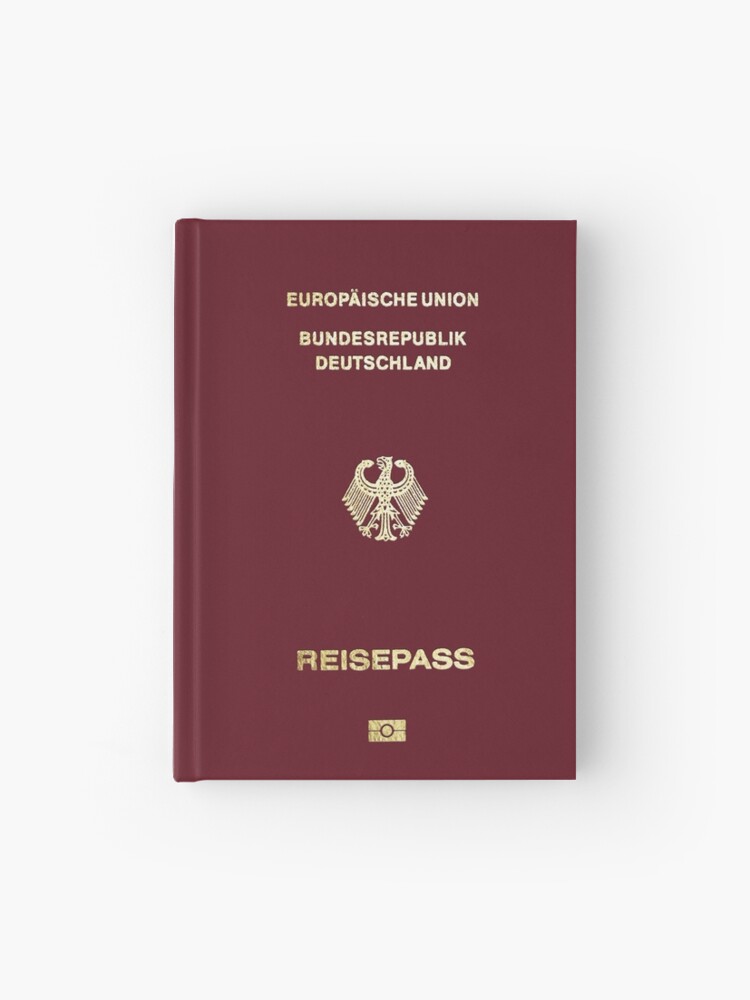 EUROPÄISCHE UNION
BUNDESREPUBLIK
DEUTSCHLAND
REISEPASS